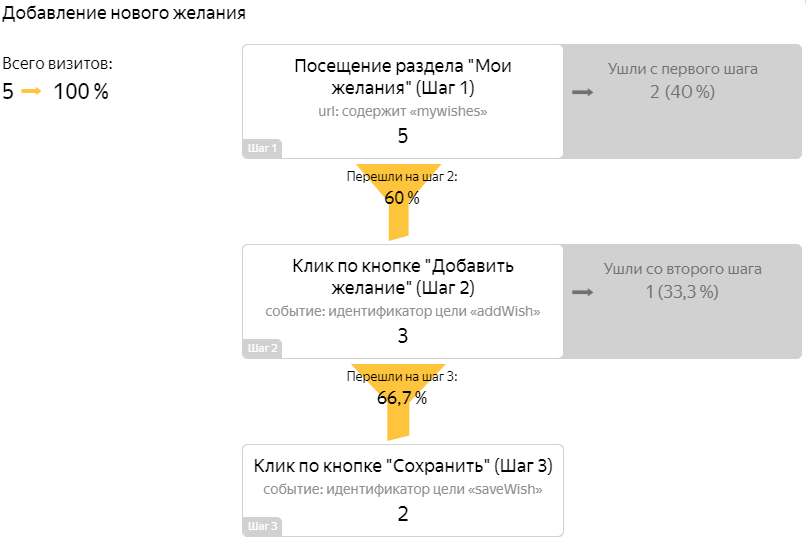 Добавление нового желания
Всего визитов:
5 → 100 %
Посещение раздела "Мои
желания" (Шаг 1)
url: содержит «mywishes»
5
Шаг 1
Ушли с первого шага
2 (40 %)
Перешли на шаг 2:
60 %
Клик по кнопке "Добавить
желание" (Шаг 2)
событие: идентификатор цели «addWish»
3
Шаг 2
Ушли со второго шага
1 (33,3 %)
Перешли на шаг 3:
66,7 %
Клик по кнопке "Сохранить" (Шаг 3)
событие: идентификатор цели «saveWish»
2
Шаг 3